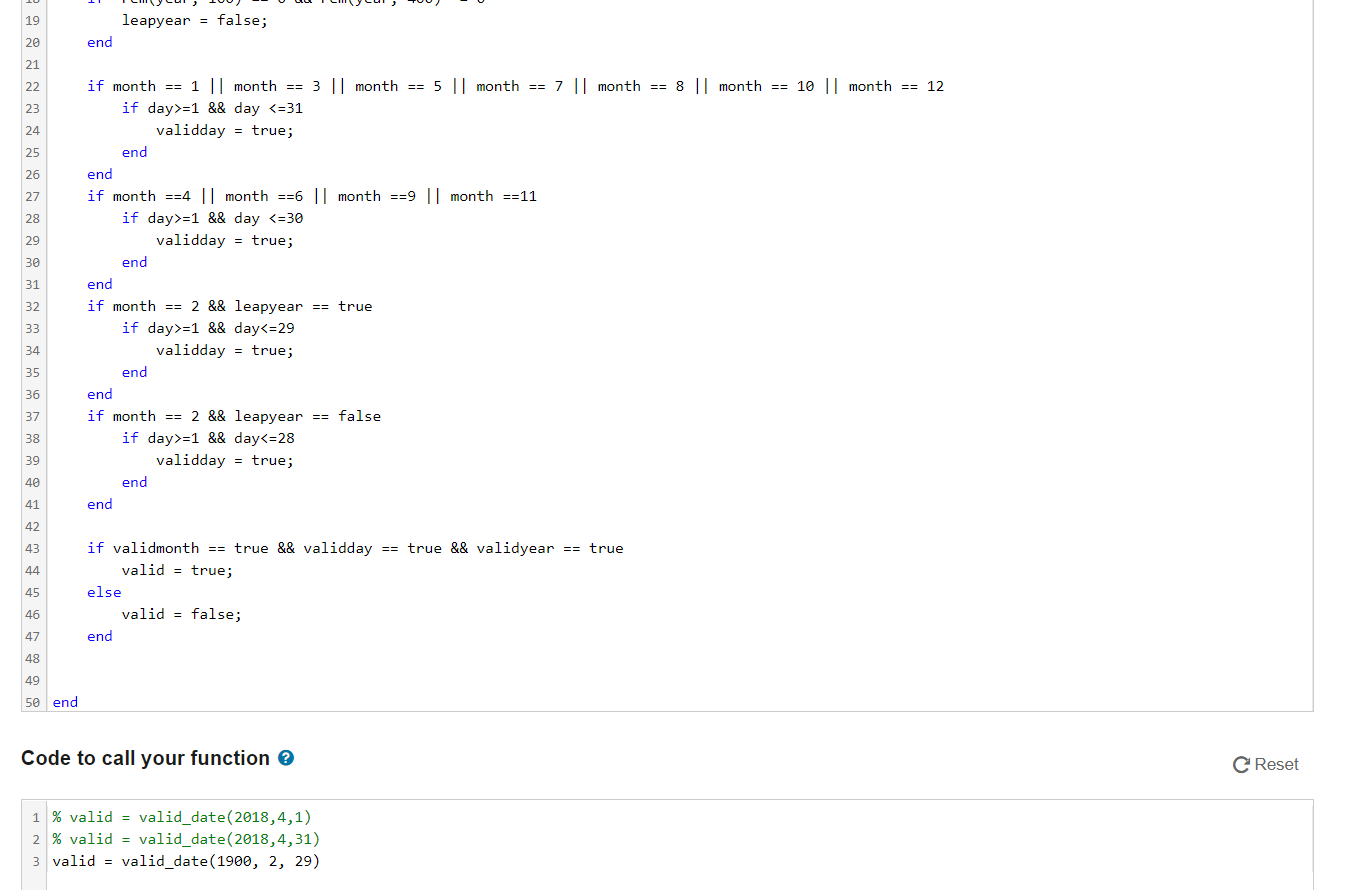 19 leapyear = false;
20 end
21
22 if month == 1 || month == 3 || month == 5 || month == 7 || month == 8 || month == 10 || month == 12
23 if day>=1 && day <=31
24 validday = true;
25 end
26 end
27 if month ==4 || month ==6 || month ==9 || month ==11
28 if day>=1 && day <=30
29 validday = true;
30 end
31 end
32 if month == 2 && leapyear == true
33 if day>=1 && day<=29
34 validday = true;
35 end
36 end
37 if month == 2 && leapyear == false
38 if day>=1 && day<=28
39 validday = true;
40 end
41 end
42
43 if validmonth == true && validday == true && validyear == true
44 valid = true;
45 else
46 valid = false;
47 end
48
49
50 end
Code to call your function ?
Reset
1 % valid = valid_date(2018,4,1)
2 % valid = valid_date(2018,4,31)
3 valid = valid_date(1900, 2, 29)